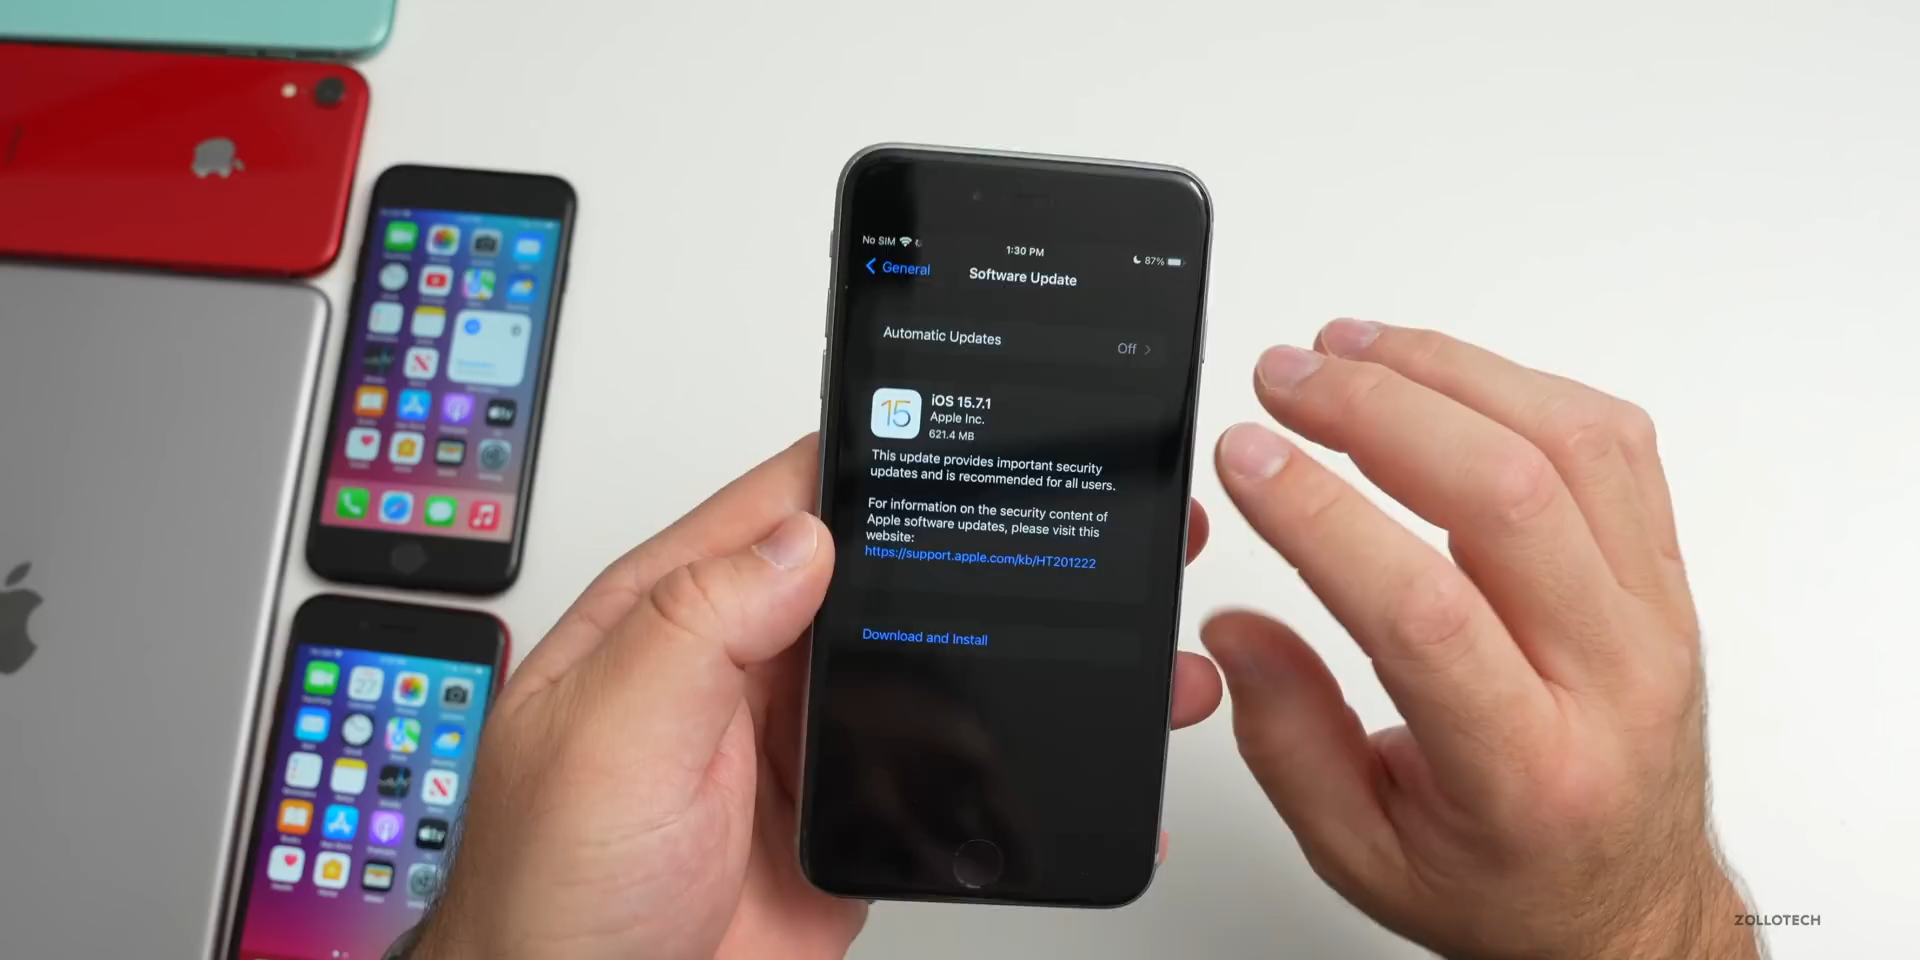 No SIM
1:30 PM
87%
General
Software Update
Automatic Updates
Off
15
iOS 15.7.1
Apple Inc.
621.4 MB
This update provides important security
updates and is recommended for all users.
For information on the security content of
Apple software updates, please visit this
website:
https://support.apple.com/kb/HT201222
Download and Install
27
ZOLLOTECH